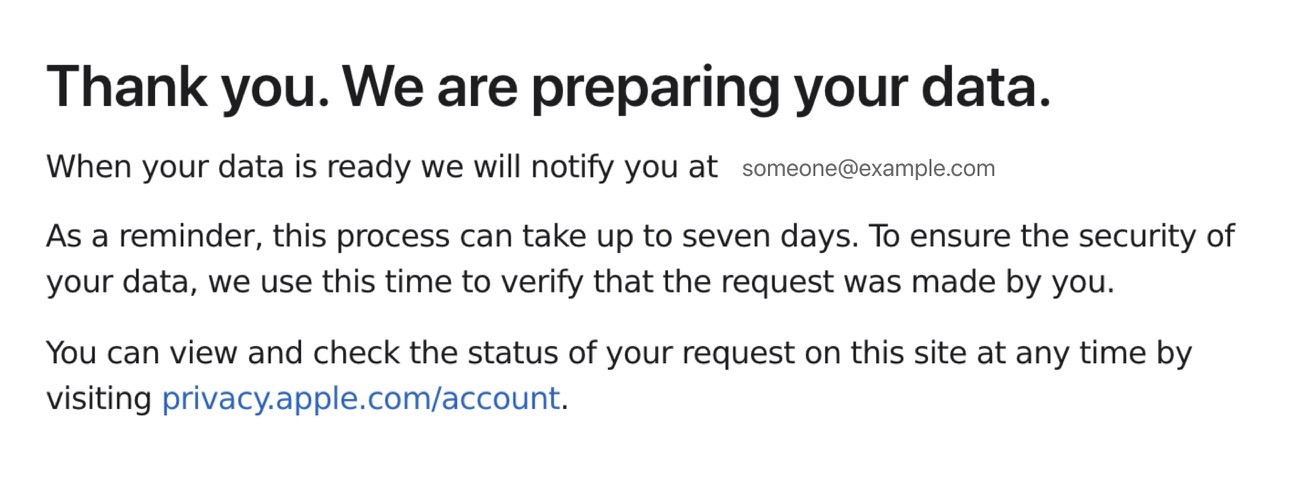 Thank you. We are preparing your data.
When your data is ready we will notify you at someone@example.com
As a reminder, this process can take up to seven days. To ensure the security of
your data, we use this time to verify that the request was made by you.
You can view and check the status of your request on this site at any time by
visiting privacy.apple.com/account.